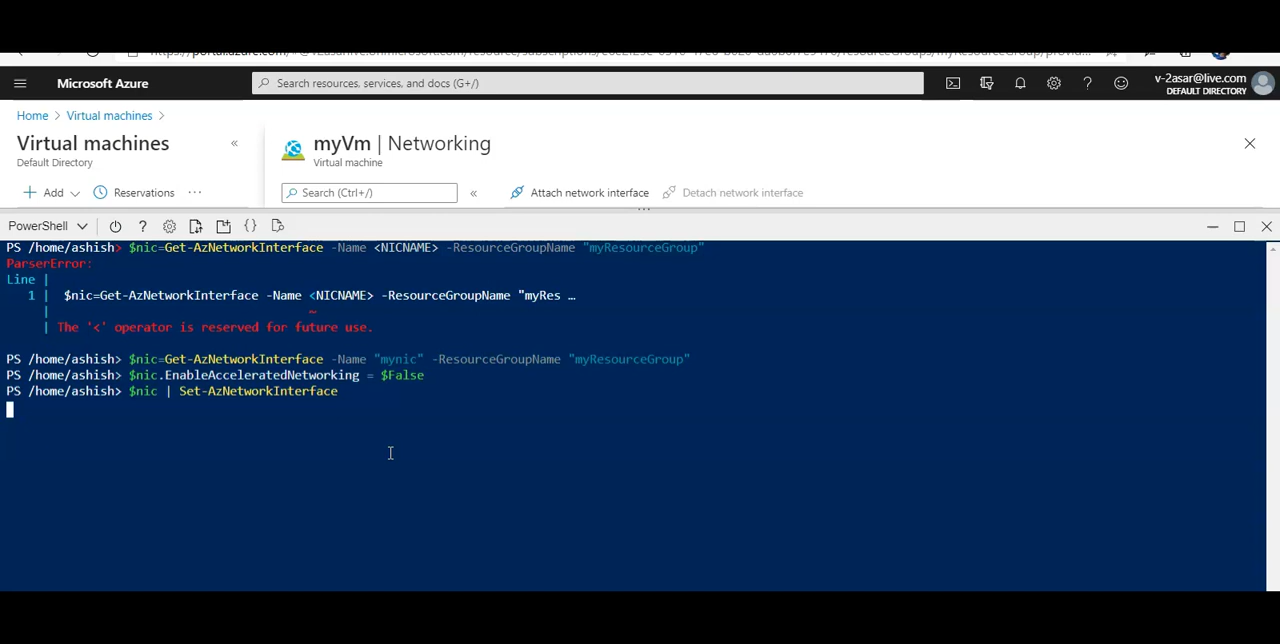 Microsoft Azure
Search resources, services, and docs (G+/)
v-2asar@live.com
DEFAULT DIRECTORY
Home > Virtual machines >
Virtual machines
Default Directory
«
myVm | Networking
Virtual machine
Add
Reservations
...
Search (Ctrl+/)
«
Attach network interface
Detach network interface
PowerShell
PS /home/ashish> $nic=Get-AzNetworkInterface -Name <NICNAME> -ResourceGroupName "myResourceGroup"
ParserError:
Line |
1 | $nic=Get-AzNetworkInterface -Name <NICNAME> -ResourceGroupName "myRes …
| ~
| The '<' operator is reserved for future use.
PS /home/ashish> $nic=Get-AzNetworkInterface -Name "mynic" -ResourceGroupName "myResourceGroup"
PS /home/ashish> $nic.EnableAcceleratedNetworking = $False
PS /home/ashish> $nic | Set-AzNetworkInterface